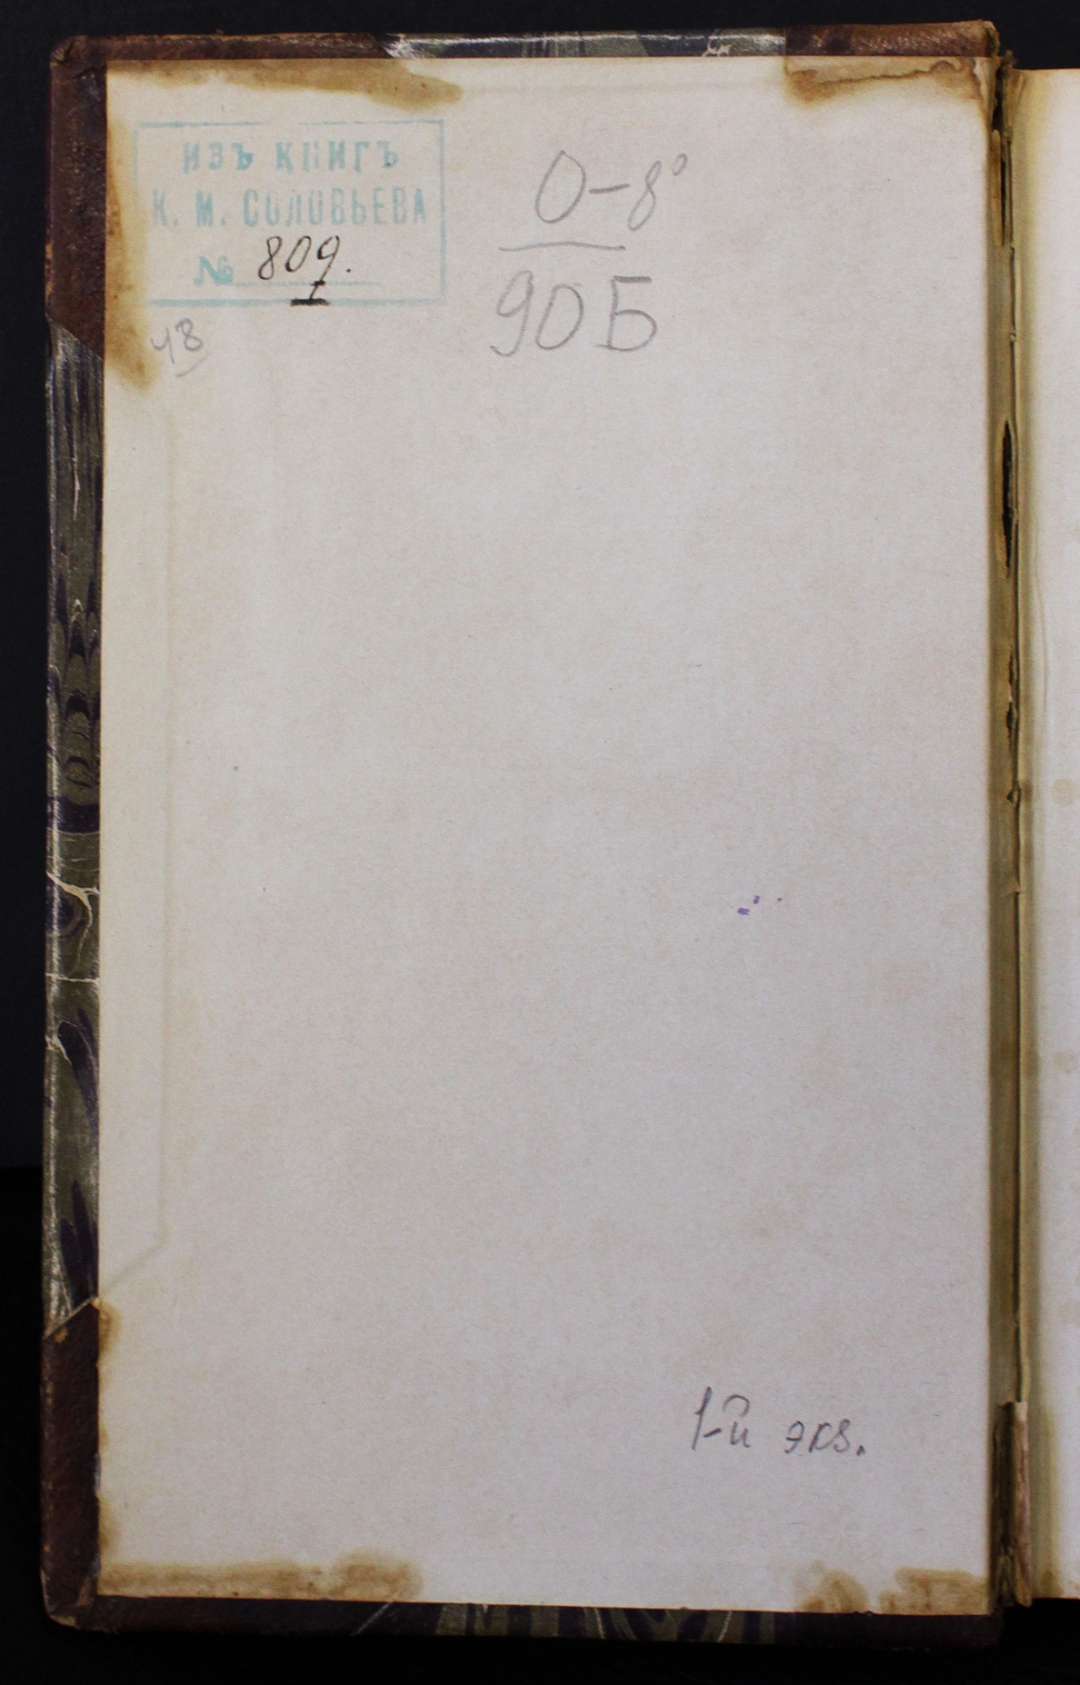 ИЗЪ КНИГЪ
К. М. СОЛОВЬЕВА
№ 809.
I
48
О-8°
90Б
1-й экз.